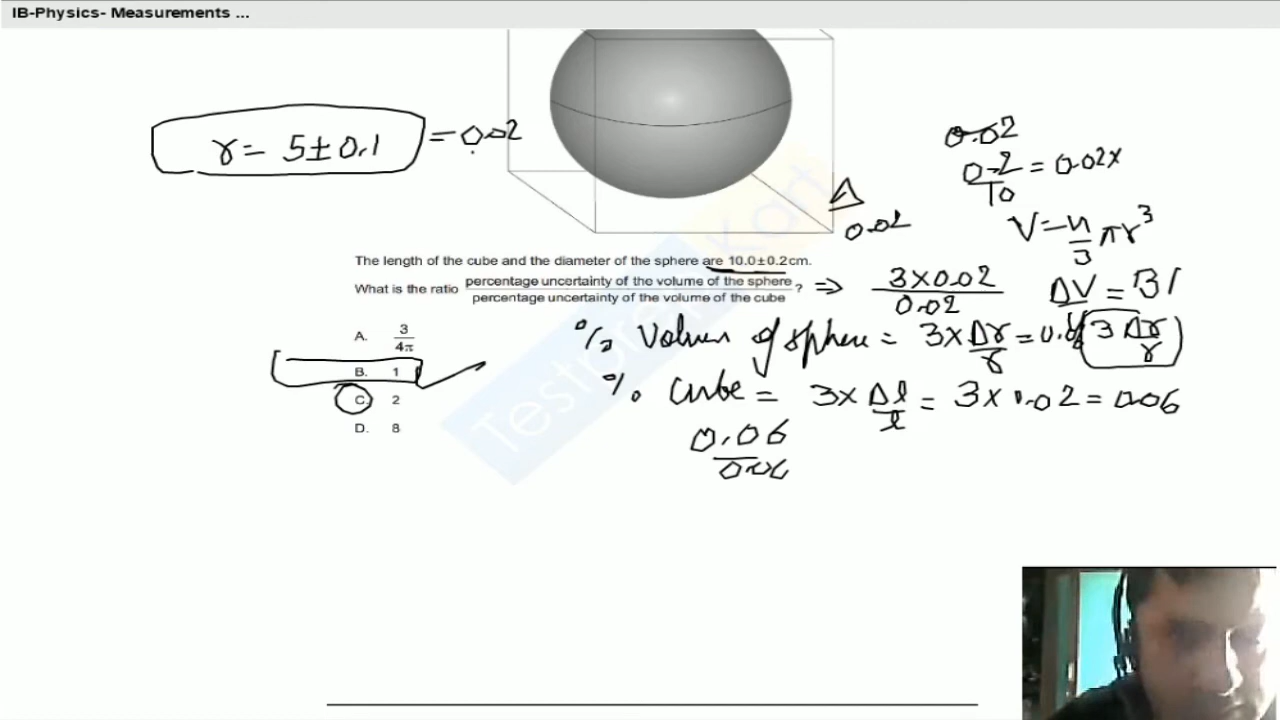 IB-Physics- Measurements ...
r = 5±0.1 = 0.02
0.02
0.2/10 = 0.02x
V = 4/3 πr³
Δ
0.02
The length of the cube and the diameter of the sphere are 10.0±0.2cm.
What is the ratio percentage uncertainty of the volume of the sphere / percentage uncertainty of the volume of the cube ? ⇒ 3×0.02 / 0.02
ΔV =
A. 3/4π
B. 1
C. 2
D. 8
% of sphere = 3× Δr/r =
3 Δr/r
% cube = 3× Δl/l = 3×0.02 = 0.06
0.06
TestprepKart